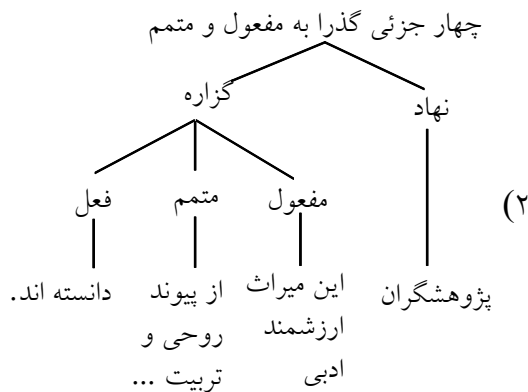 چهار جزئی گذرا به مفعول و متمم
نهاد
گزاره
مفعول
متمم
فعل
۲)
پژوهشگران
این میراث
ارزشمند
ادبی
از پیوند
روحی و
تربیت ...
دانسته اند.